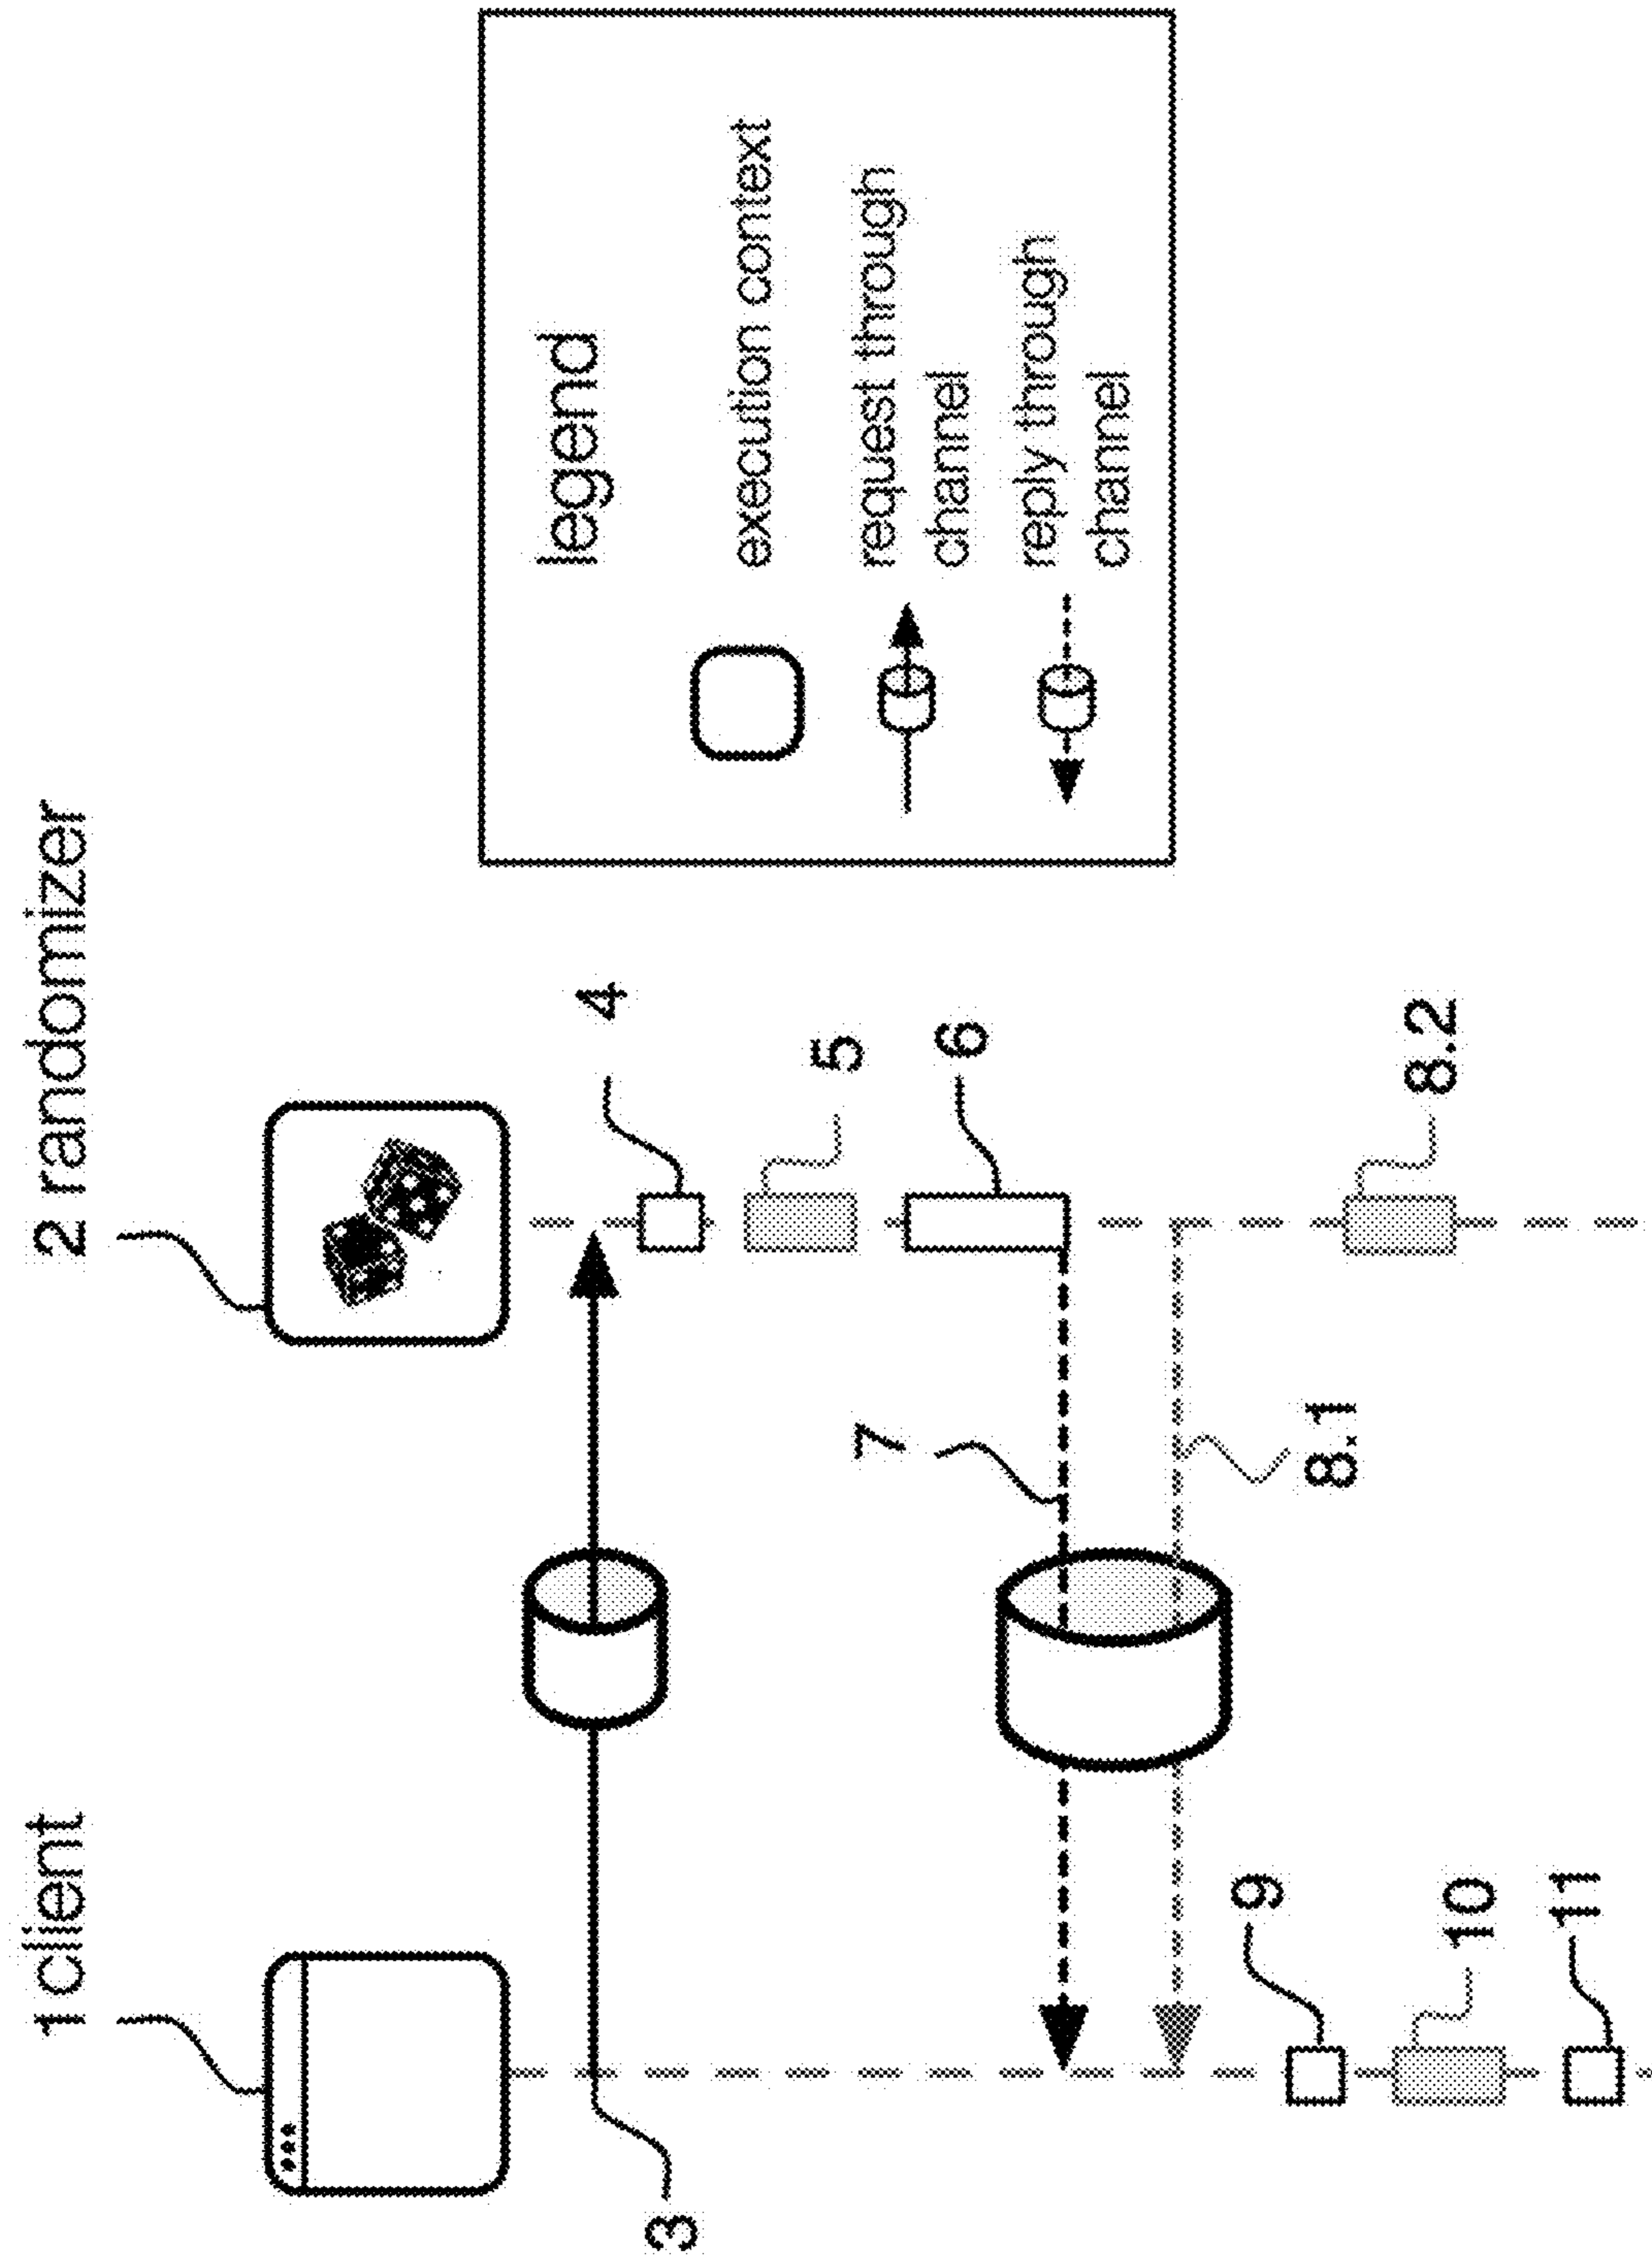 1 client
2 randomizer
3
4
5
6
7
8.1
8.2
9
10
11
legend
execution context
request through
channel
reply through
channel